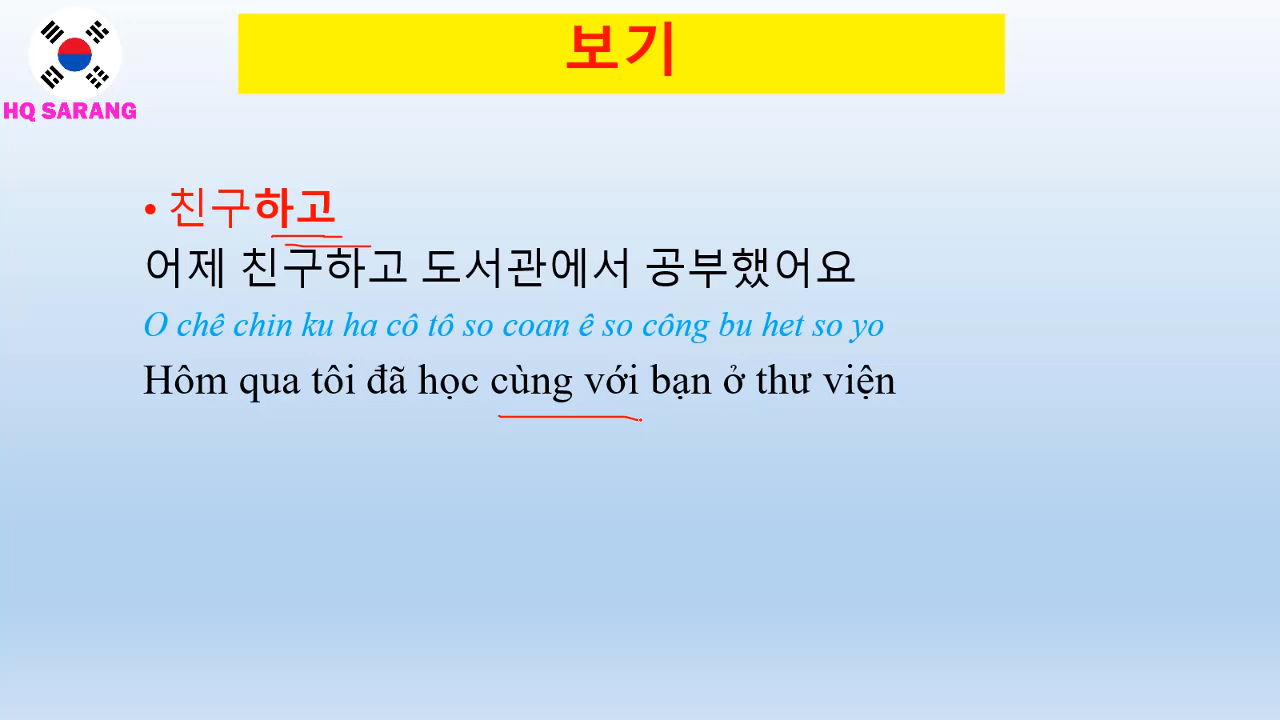 보기
HQ SARANG
• 친구하고
어제 친구하고 도서관에서 공부했어요
O chê chin ku ha cô tô so coan ê so công bu het so yo
Hôm qua tôi đã học cùng với bạn ở thư viện